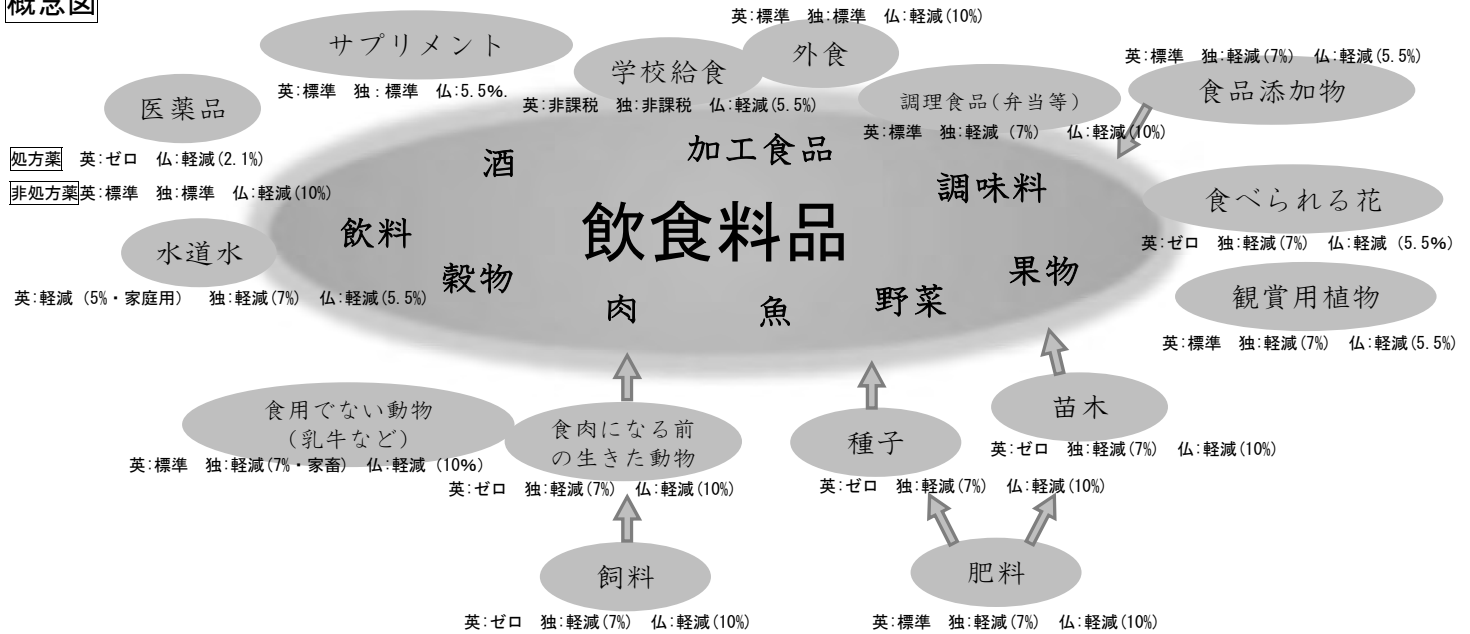 概念図
英:標準 独:標準 仏:軽減(10%)
サプリメント
英:標準 独:標準 仏:5.5%.
学校給食
英:非課税 独:非課税 仏:軽減(5.5%)
外食
英:標準 独:軽減(7%) 仏:軽減(5.5%)
食品添加物
調理食品(弁当等)
英:標準 独:軽減(7%) 仏:軽減(10%)
医薬品
処方薬 英:ゼロ 仏:軽減(2.1%)
非処方薬 英:標準 独:標準 仏:軽減(10%)
酒
加工食品
調味料
飲食料品
飲料
穀物
肉
魚
野菜
果物
食べられる花
英:ゼロ 独:軽減(7%) 仏:軽減(5.5%)
水道水
英:軽減(5%・家庭用) 独:軽減(7%) 仏:軽減(5.5%)
観賞用植物
英:標準 独:軽減(7%) 仏:軽減(5.5%)
食用でない動物
(乳牛など)
英:標準 独:軽減(7%・家畜) 仏:軽減(10%)
食肉になる前
の生きた動物
英:ゼロ 独:軽減(7%) 仏:軽減(10%)
種子
英:ゼロ 独:軽減(7%) 仏:軽減(10%)
苗木
英:ゼロ 独:軽減(7%) 仏:軽減(10%)
飼料
英:ゼロ 独:軽減(7%) 仏:軽減(10%)
肥料
英:標準 独:軽減(7%) 仏:軽減(10%)